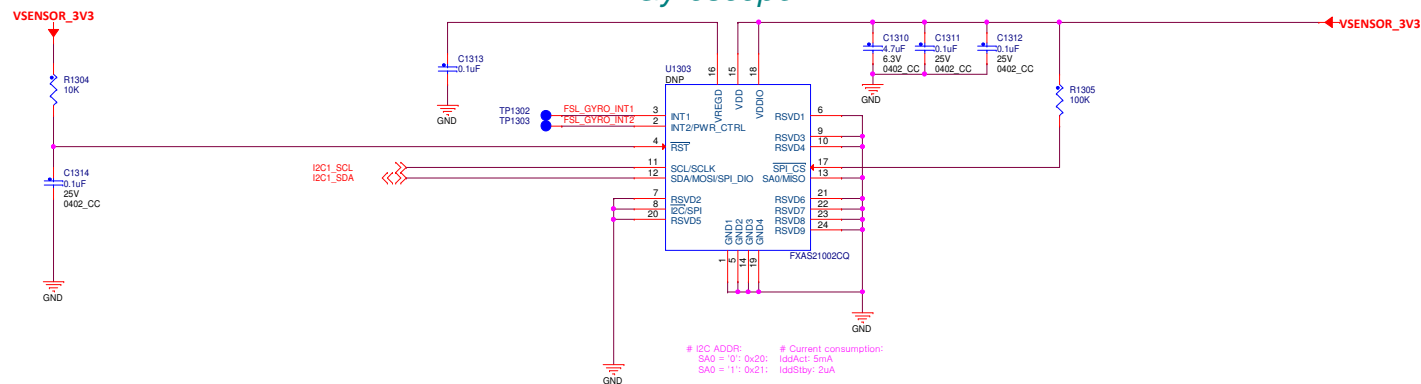 Gyroscope
VSENSOR_3V3
VSENSOR_3V3
R1304
10K
C1313
0.1uF
GND
C1310
4.7uF
6.3V
0402_CC
C1311
0.1uF
25V
0402_CC
C1312
0.1uF
25V
0402_CC
GND
R1305
100K
U1303
DNP
16
15
18
VREGD
VDD
VDDIO
TP1302
FSL_GYRO_INT1
3
INT1
TP1303
FSL_GYRO_INT2
2
INT2/PWR_CTRL
4
RST
I2C1_SCL
11
SCL/SCLK
I2C1_SDA
12
SDA/MOSI/SPI_DIO
7
RSVD2
8
I2C/SPI
20
RSVD5
RSVD1
6
RSVD3
9
RSVD4
10
SPI_CS
17
SA0/MISO
13
RSVD6
21
RSVD7
22
RSVD8
23
RSVD9
24
GND1
GND2
GND3
GND4
1
5
14
19
FXAS21002CQ
C1314
0.1uF
25V
0402_CC
GND
GND
GND
# I2C ADDR: # Current consumption:
SA0 = '0': 0x20; IddAct: 5mA
SA0 = '1': 0x21; IddStby: 2uA